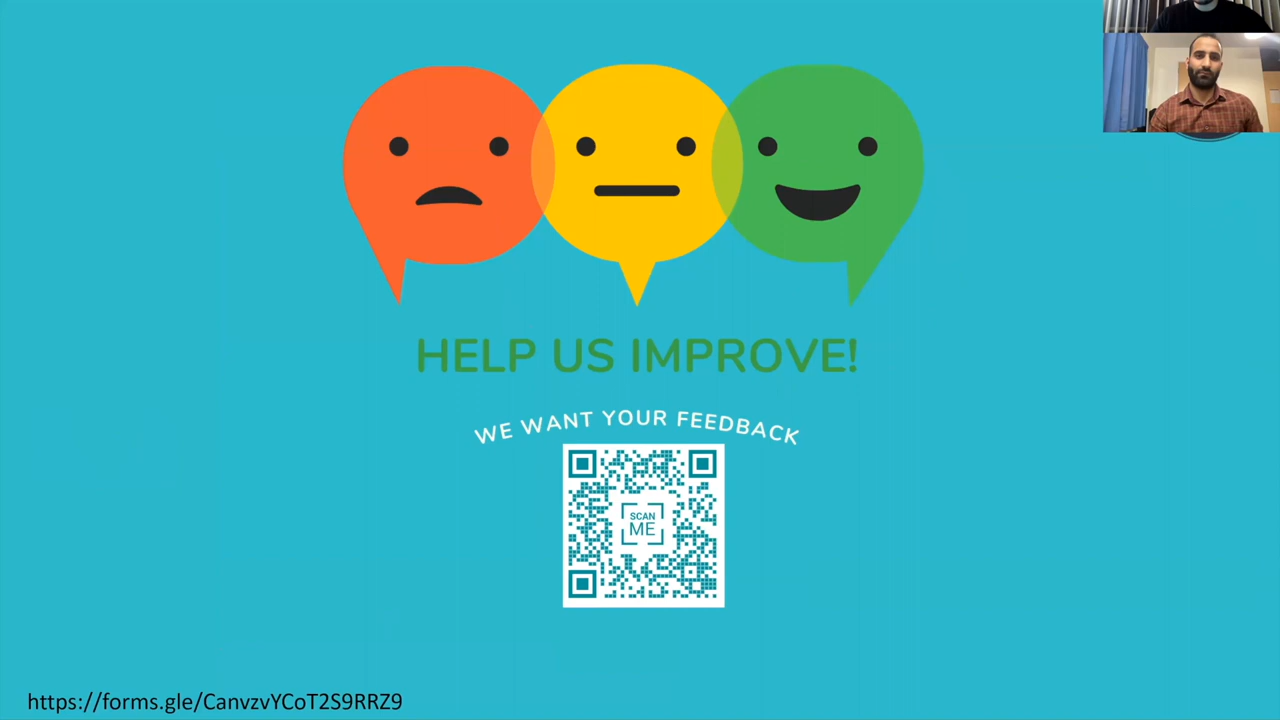 HELP US IMPROVE!
WE WANT YOUR FEEDBACK
SCAN
ME
https://forms.gle/CanvzvYCoT2S9RRZ9